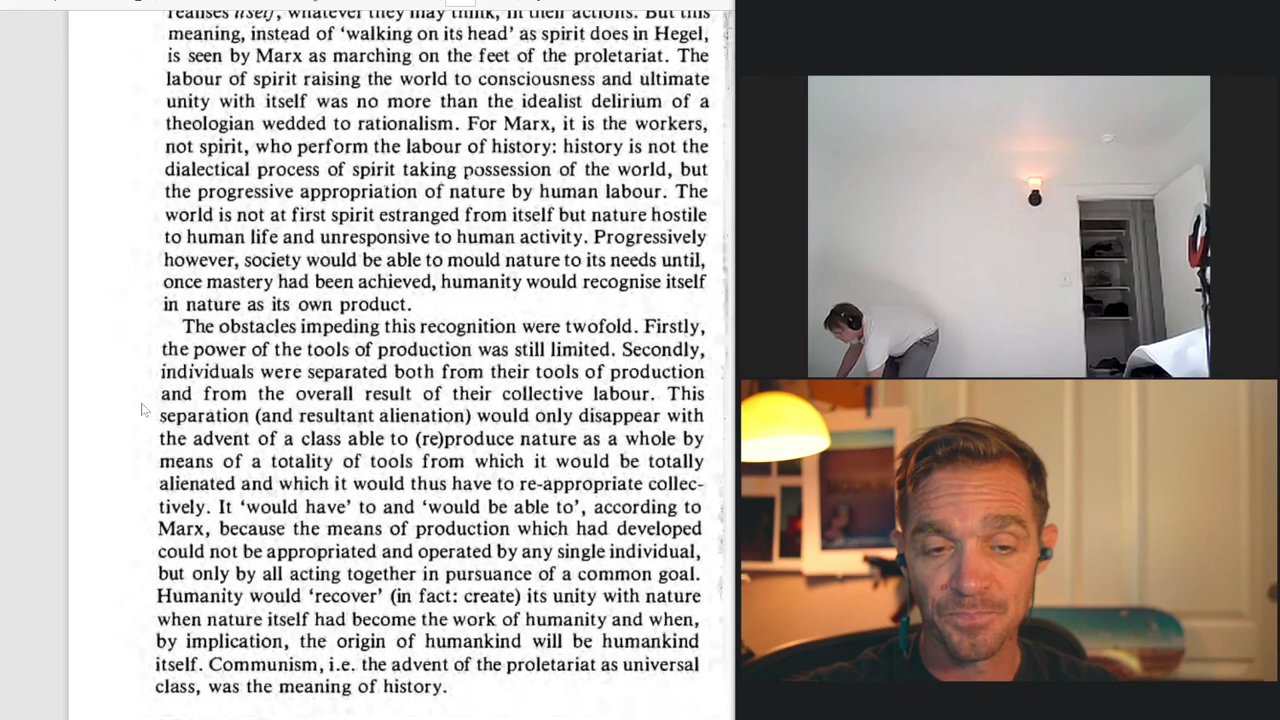 realises itself, whatever they may think, in their actions. But this
meaning, instead of ‘walking on its head’ as spirit does in Hegel,
is seen by Marx as marching on the feet of the proletariat. The
labour of spirit raising the world to consciousness and ultimate
unity with itself was no more than the idealist delirium of a
theologian wedded to rationalism. For Marx, it is the workers,
not spirit, who perform the labour of history: history is not the
dialectical process of spirit taking possession of the world, but
the progressive appropriation of nature by human labour. The
world is not at first spirit estranged from itself but nature hostile
to human life and unresponsive to human activity. Progressively
however, society would be able to mould nature to its needs until,
once mastery had been achieved, humanity would recognise itself
in nature as its own product.
The obstacles impeding this recognition were twofold. Firstly,
the power of the tools of production was still limited. Secondly,
individuals were separated both from their tools of production
and from the overall result of their collective labour. This
separation (and resultant alienation) would only disappear with
the advent of a class able to (re)produce nature as a whole by
means of a totality of tools from which it would be totally
alienated and which it would thus have to re-appropriate collec-
tively. It ‘would have’ to and ‘would be able to’, according to
Marx, because the means of production which had developed
could not be appropriated and operated by any single individual,
but only by all acting together in pursuance of a common goal.
Humanity would ‘recover’ (in fact: create) its unity with nature
when nature itself had become the work of humanity and when,
by implication, the origin of humankind will be humankind
itself. Communism, i.e. the advent of the proletariat as universal
class, was the meaning of history.